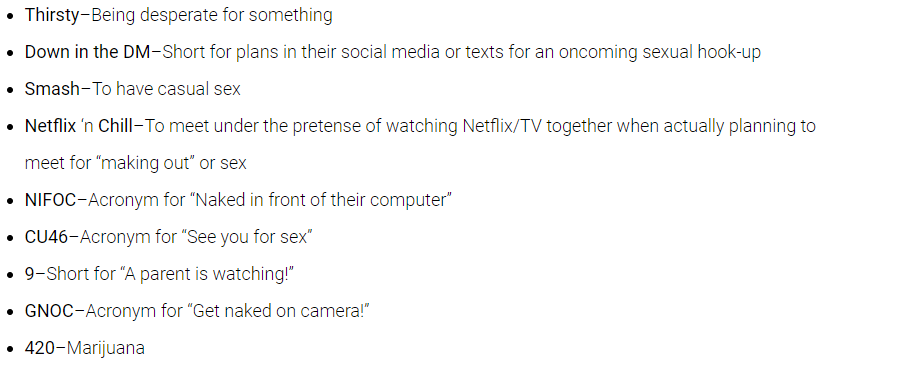 • Thirsty–Being desperate for something
• Down in the DM–Short for plans in their social media or texts for an oncoming sexual hook-up
• Smash–To have casual sex
• Netflix ‘n Chill–To meet under the pretense of watching Netflix/TV together when actually planning to
meet for “making out” or sex
• NIFOC–Acronym for “Naked in front of their computer”
• CU46–Acronym for “See you for sex”
• 9–Short for “A parent is watching!”
• GNOC–Acronym for “Get naked on camera!”
• 420–Marijuana